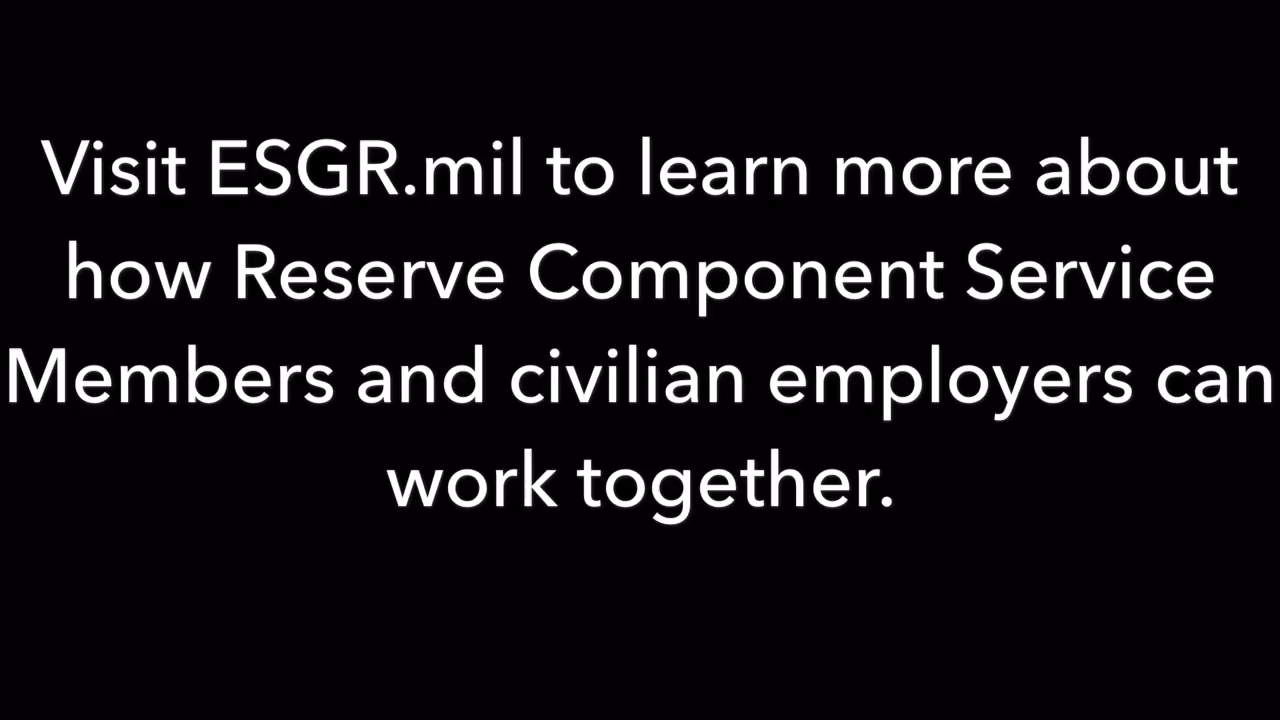 Visit ESGR.mil to learn more about
how Reserve Component Service
Members and civilian employers can
work together.